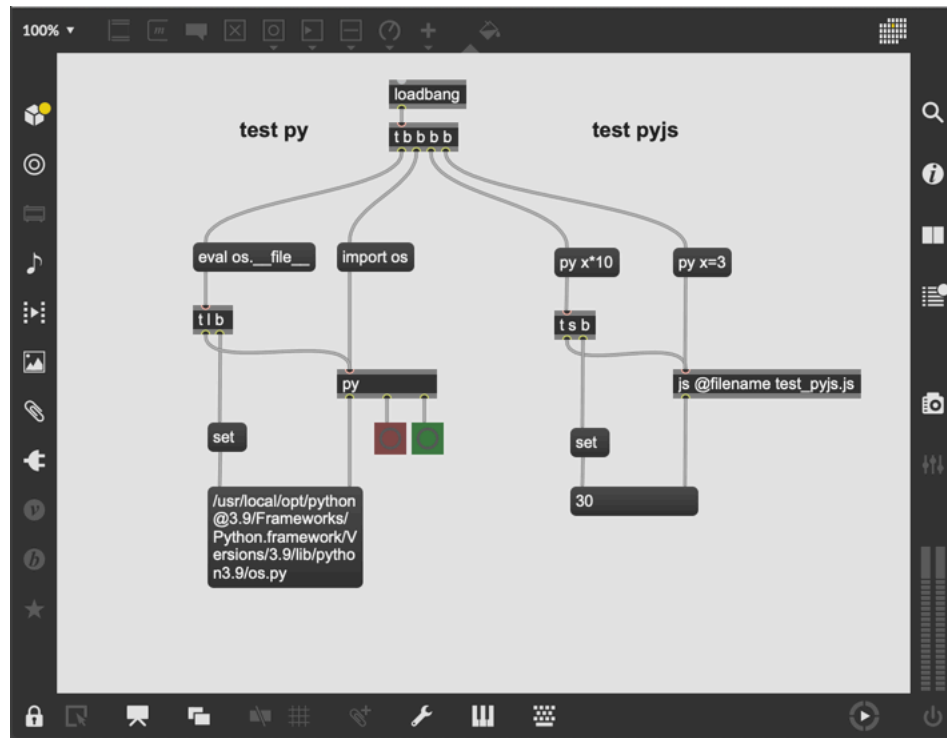 100% ▼
loadbang
test py
t b b b b
test pyjs
eval os.__file__
import os
py x*10
py x=3
t l b
t s b
py
js @filename test_pyjs.js
set
set
/usr/local/opt/python
@3.9/Frameworks/
Python.framework/V
ersions/3.9/lib/pytho
n3.9/os.py
30